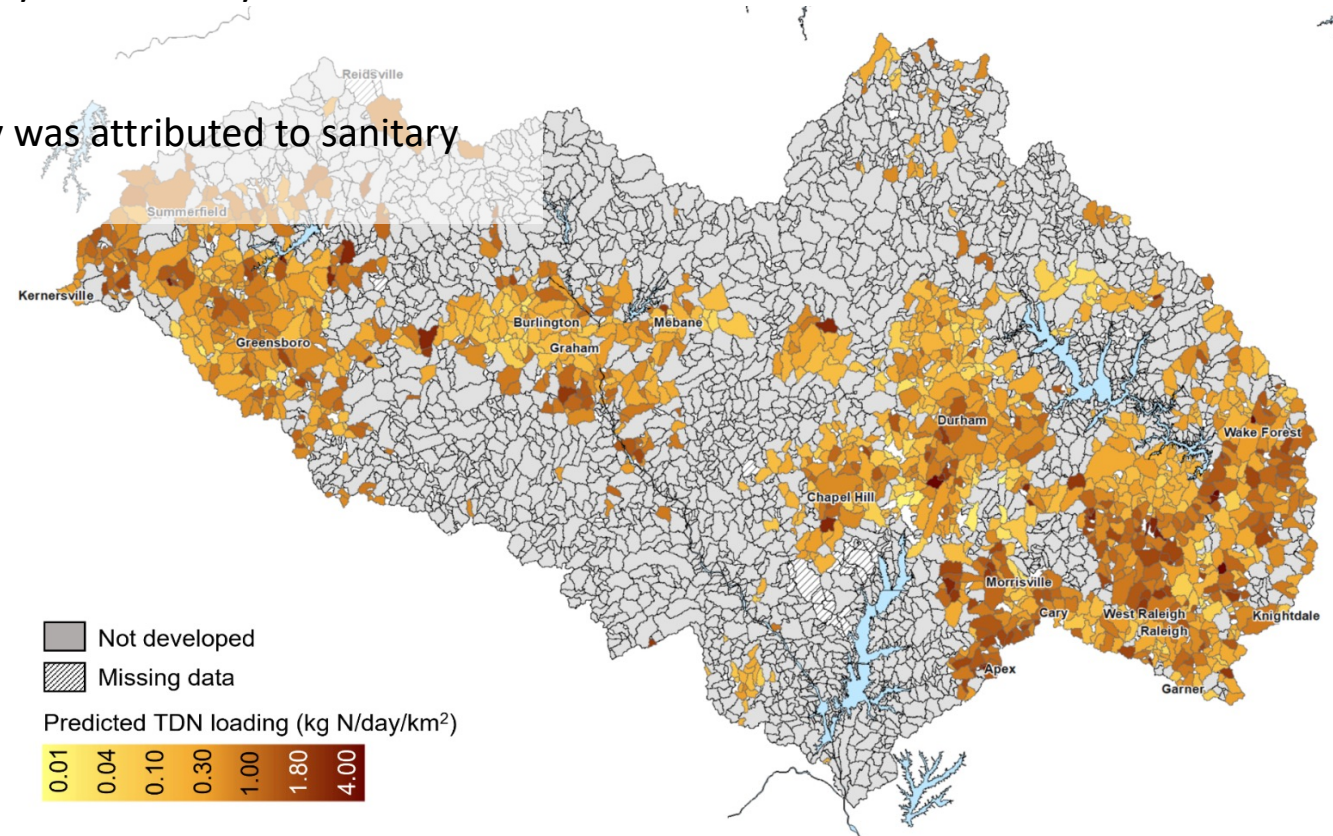 Reidsville
y was attributed to sanitary
Summerfield
Kernersville
Burlington
Mebane
Greensboro
Graham
Durham
Wake Forest
Chapel Hill
Morrisville
Cary
West Raleigh
Knightdale
Raleigh
Apex
Garner
Not developed
Missing data
Predicted TDN loading (kg N/day/km²)
0.01 0.04 0.10 0.30 1.00 1.80 4.00